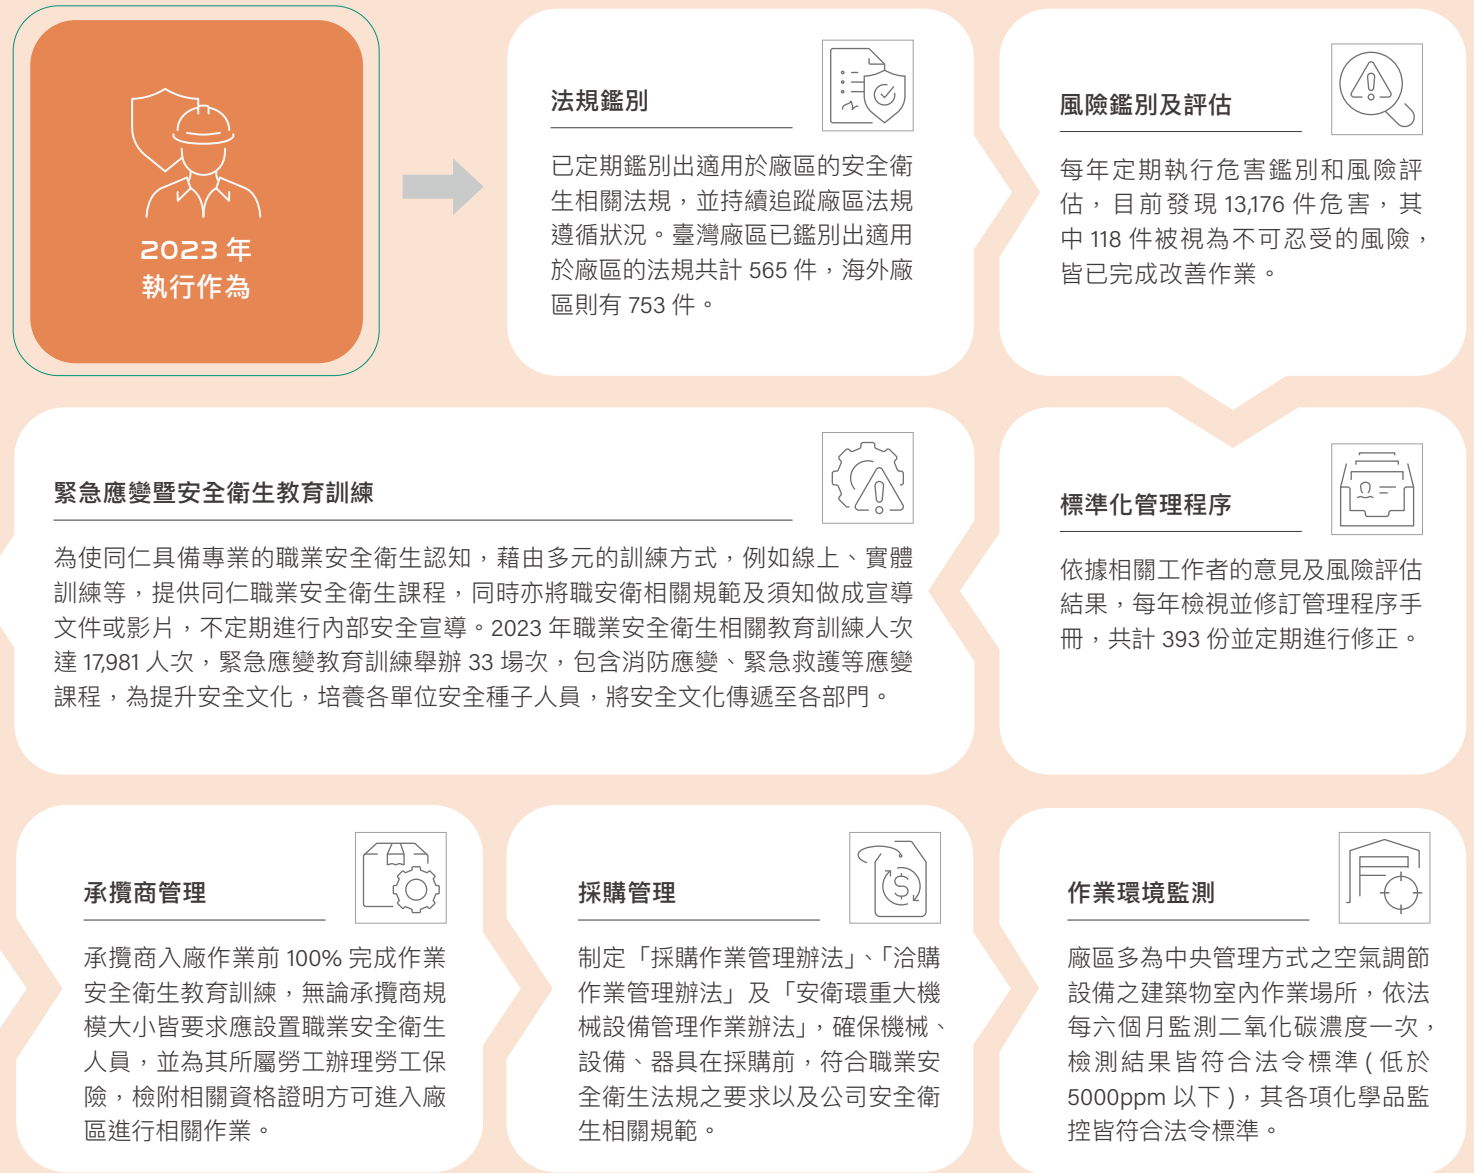 2023 年
執行作為
法規鑑別
已定期鑑別出適用於廠區的安全衛
生相關法規，並持續追蹤廠區法規
遵循狀況。臺灣廠區已鑑別出適用
於廠區的法規共計 565 件，海外廠
區則有 753 件。
風險鑑別及評估
每年定期執行危害鑑別和風險評
估，目前發現 13,176 件危害，其
中 118 件被視為不可忍受的風險，
皆已完成改善作業。
標準化管理程序
依據相關工作者的意見及風險評估
結果，每年檢視並修訂管理程序手
冊，共計 393 份並定期進行修正。
緊急應變暨安全衛生教育訓練
為使同仁具備專業的職業安全衛生認知，藉由多元的訓練方式，例如線上、實體
訓練等，提供同仁職業安全衛生課程，同時亦將職安衛相關規範及須知做成宣導
文件或影片，不定期進行內部安全宣導。2023 年職業安全衛生相關教育訓練人次
達 17,981 人次，緊急應變教育訓練舉辦 33 場次，包含消防應變、緊急救護等應變
課程，為提升安全文化，培養各單位安全種子人員，將安全文化傳遞至各部門。
承攬商管理
承攬商入廠作業前 100% 完成作業
安全衛生教育訓練，無論承攬商規
模大小皆要求應設置職業安全衛生
人員，並為其所屬勞工辦理勞工保
險，檢附相關資格證明方可進入廠
區進行相關作業。
採購管理
制定「採購作業管理辦法」、「洽購
作業管理辦法」及「安衛環重大機
械設備管理作業辦法」，確保機械、
設備、器具在採購前，符合職業安
全衛生法規之要求以及公司安全衛
生相關規範。
作業環境監測
廠區多為中央管理方式之空氣調節
設備之建築物室內作業場所，依法
每六個月監測二氧化碳濃度一次，
檢測結果皆符合法令標準 ( 低於
5000ppm 以下 )，其各項化學品監
控皆符合法令標準。